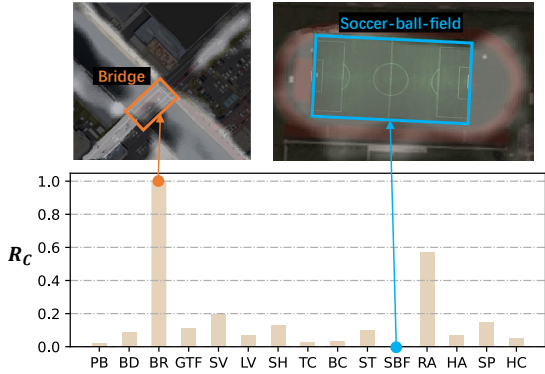 Soccer-ball-field
Bridge
1.0
0.8
0.6
R_C
0.4
0.2
0.0
PB BD BR GTF SV LV SH TC BC ST SBF RA HA SP HC